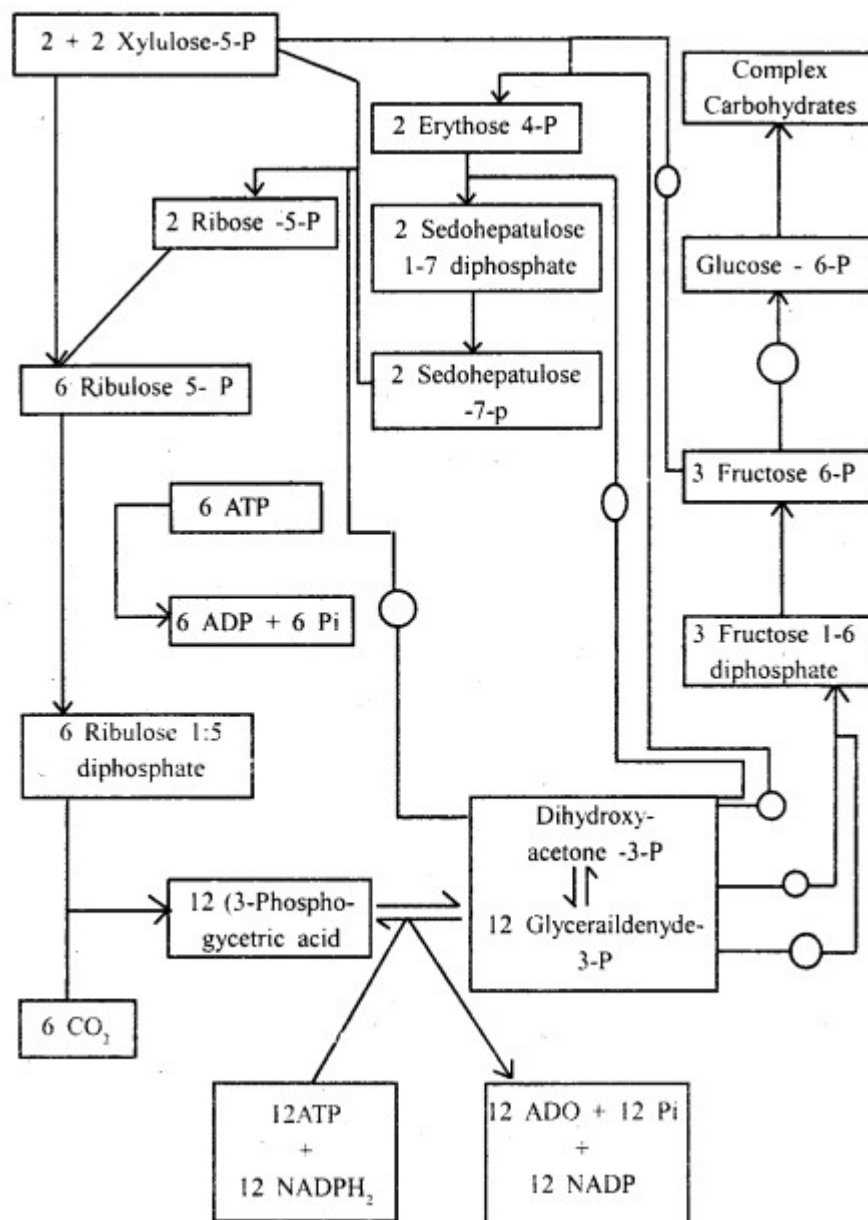 2 + 2 Xylulose-5-P
Complex
Carbohydrates
2 Erythose 4-P
2 Ribose -5-P
2 Sedohepatulose
1-7 diphosphate
Glucose - 6-P
6 Ribulose 5- P
2 Sedohepatulose
-7-p
3 Fructose 6-P
6 ATP
6 ADP + 6 Pi
3 Fructose 1-6
diphosphate
6 Ribulose 1:5
diphosphate
Dihydroxy-
acetone -3-P
12 Glyceraildenyde-
3-P
12 (3-Phospho-
gycetric acid
6 CO₂
12ATP
+
12 NADPH₂
12 ADO + 12 Pi
+
12 NADP